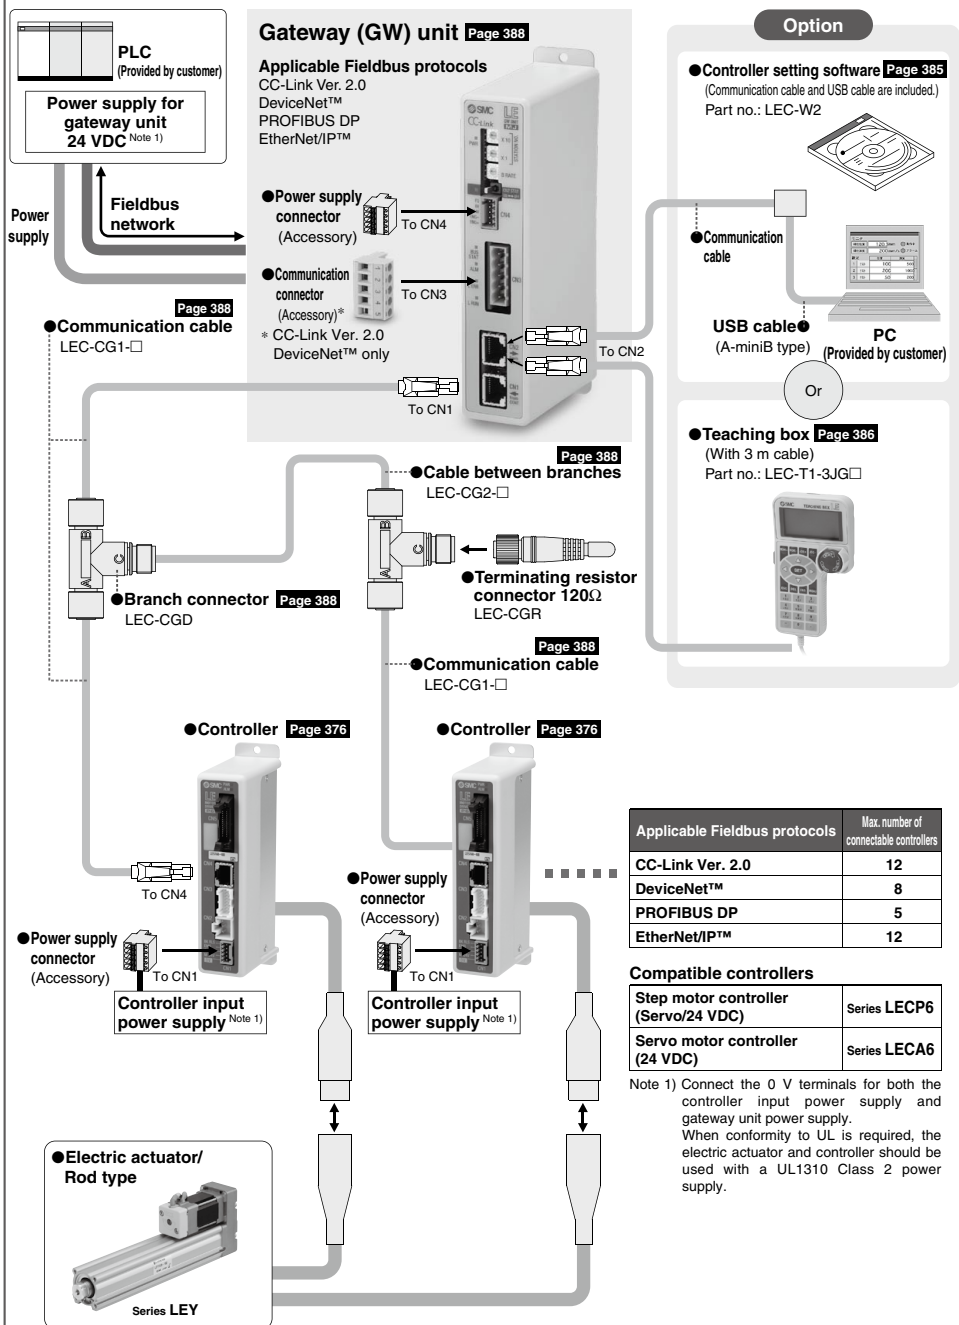 PLC
(Provided by customer)
Power supply for
gateway unit
24 VDC Note 1)
Power
supply
Fieldbus
network
Gateway (GW) unit Page 388
Applicable Fieldbus protocols
CC-Link Ver. 2.0
DeviceNet™
PROFIBUS DP
EtherNet/IP™
●Power supply
connector
(Accessory)
To CN4
●Communication
connector
(Accessory)*
To CN3
* CC-Link Ver. 2.0
DeviceNet™ only
SMC
CC-Link
CN4
CN3
CN2
CN1
To CN2
To CN1
Option
●Controller setting software Page 385
(Communication cable and USB cable are included.)
Part no.: LEC-W2
●Communication
cable
USB cable●
(A-miniB type)
PC
(Provided by customer)
Or
●Teaching box Page 386
(With 3 m cable)
Part no.: LEC-T1-3JG□
Page 388
●Communication cable
LEC-CG1-□
Page 388
●Cable between branches
LEC-CG2-□
A B C
A B C
●Branch connector Page 388
LEC-CGD
●Terminating resistor
connector 120Ω
LEC-CGR
Page 388
●Communication cable
LEC-CG1-□
●Controller Page 376
●Controller Page 376
SMC
SMC
To CN4
●Power supply
connector
(Accessory)
To CN1
Controller input
power supply Note 1)
●Power supply
connector
(Accessory)
To CN1
Controller input
power supply Note 1)
Applicable Fieldbus protocols Max. number of connectable controllers
CC-Link Ver. 2.0 12
DeviceNet™ 8
PROFIBUS DP 5
EtherNet/IP™ 12
Compatible controllers
Step motor controller
(Servo/24 VDC)
Series LECP6
Servo motor controller
(24 VDC)
Series LECA6
Note 1) Connect the 0 V terminals for both the
controller input power supply and
gateway unit power supply.
When conformity to UL is required, the
electric actuator and controller should be
used with a UL1310 Class 2 power
supply.
●Electric actuator/
Rod type
Series LEY